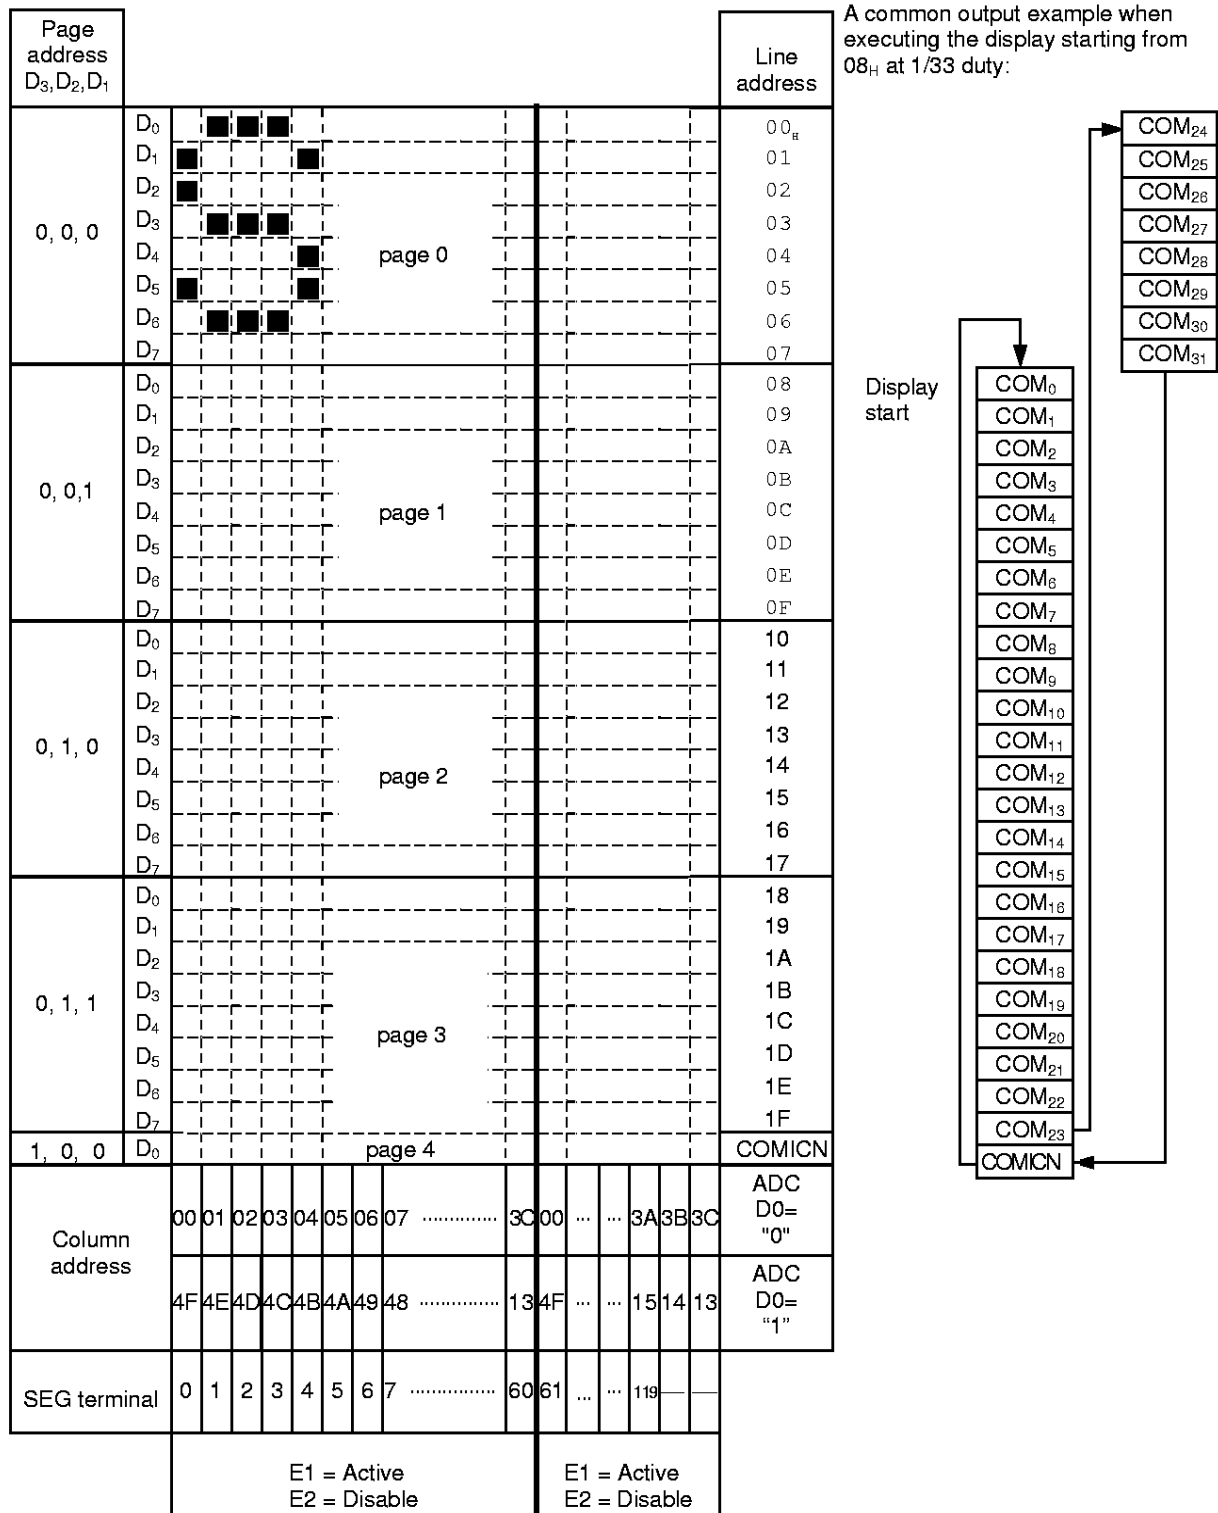 Page address D₃,D₂,D₁
Line address
A common output example when
executing the display starting from
08H at 1/33 duty:
0, 0, 0
D₀ 00H
D₁ 01
D₂ 02
D₃ 03
D₄ 04
D₅ 05
D₆ 06
D₇ 07
page 0
0, 0,1
D₀ 08
D₁ 09
D₂ 0A
D₃ 0B
D₄ 0C
D₅ 0D
D₆ 0E
D₇ 0F
page 1
0, 1, 0
D₀ 10
D₁ 11
D₂ 12
D₃ 13
D₄ 14
D₅ 15
D₆ 16
D₇ 17
page 2
0, 1, 1
D₀ 18
D₁ 19
D₂ 1A
D₃ 1B
D₄ 1C
D₅ 1D
D₆ 1E
D₇ 1F
page 3
1, 0, 0 D₀ page 4 COMICN
Column address
00 01 02 03 04 05 06 07 .............. 3C 00 ... ... 3A 3B 3C ADC D0= "0"
4F 4E 4D 4C 4B 4A 49 48 .............. 13 4F ... ... 15 14 13 ADC D0= “1”
SEG terminal 0 1 2 3 4 5 6 7 .............. 60 61 ... ... 119 — —
E1 = Active
E2 = Disable
E1 = Active
E2 = Disable
Display
start
COM₀
COM₁
COM₂
COM₃
COM₄
COM₅
COM₆
COM₇
COM₈
COM₉
COM₁₀
COM₁₁
COM₁₂
COM₁₃
COM₁₄
COM₁₅
COM₁₆
COM₁₇
COM₁₈
COM₁₉
COM₂₀
COM₂₁
COM₂₂
COM₂₃
COMICN
COM₂₄
COM₂₅
COM₂₆
COM₂₇
COM₂₈
COM₂₉
COM₃₀
COM₃₁